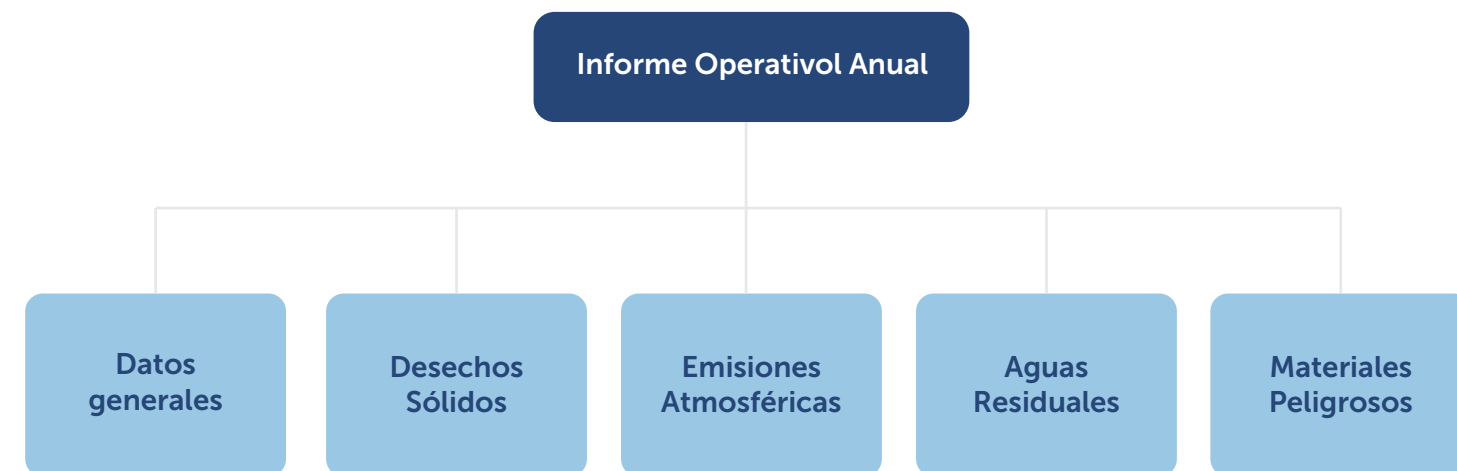 Informe Operativol Anual
Datos
generales
Desechos
Sólidos
Emisiones
Atmosféricas
Aguas
Residuales
Materiales
Peligrosos